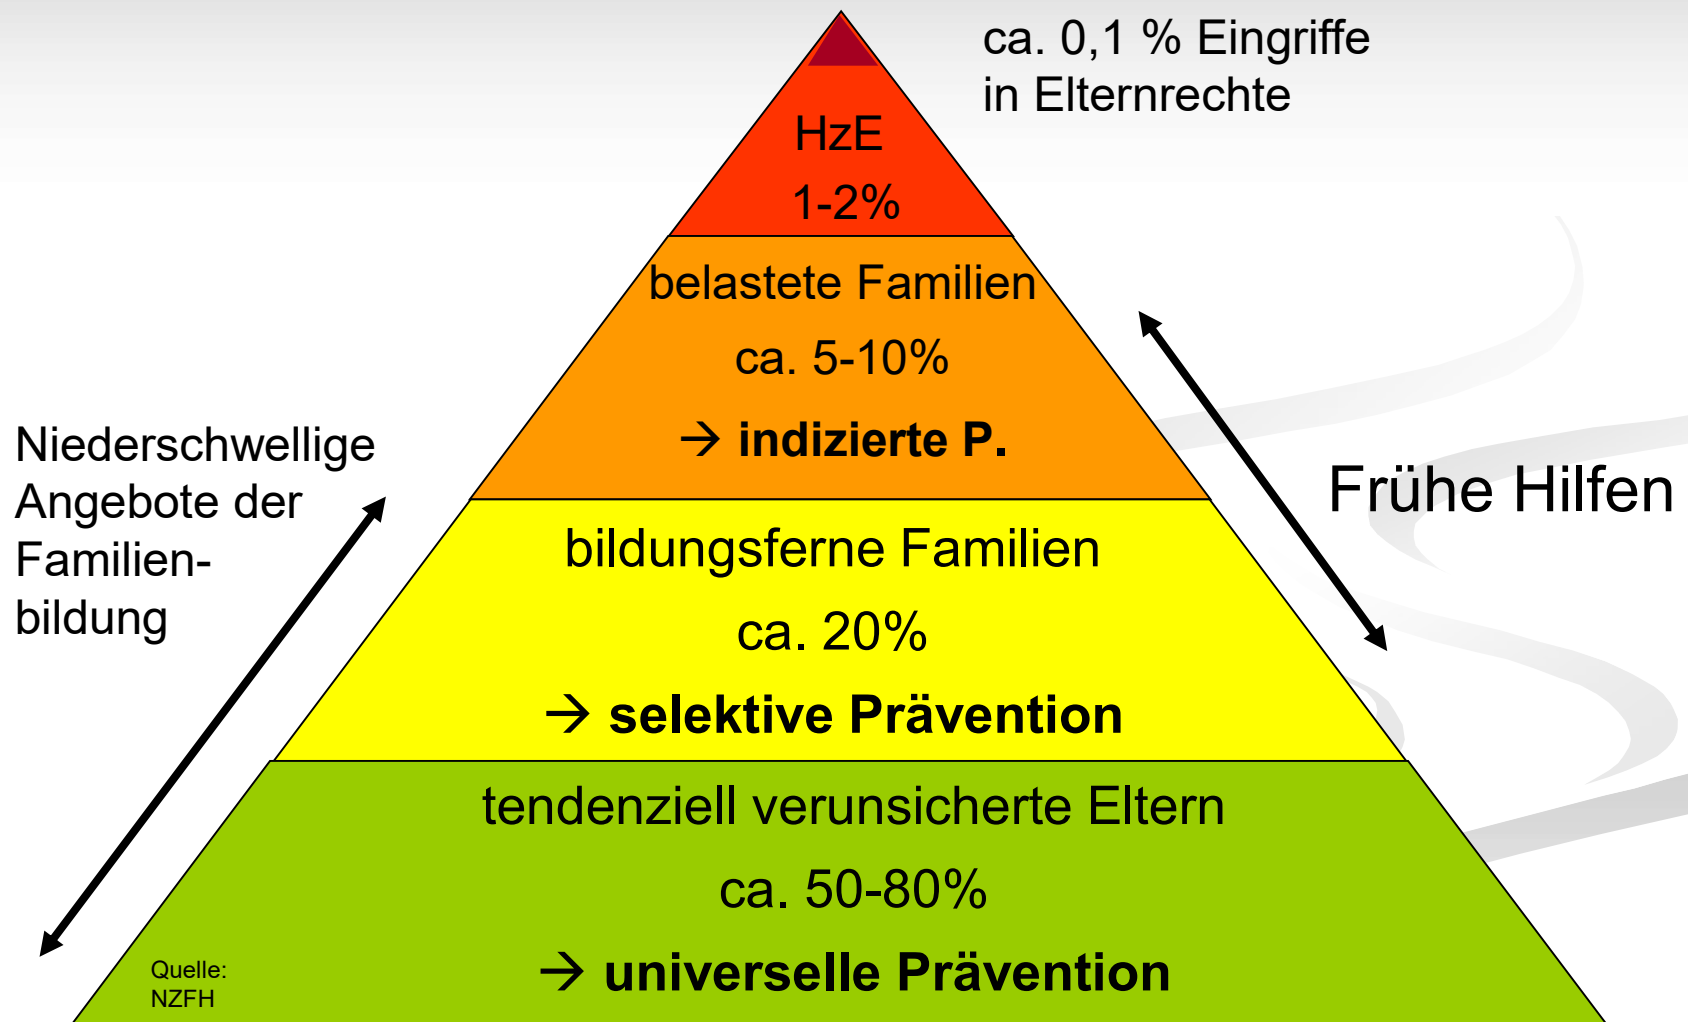 ca. 0,1 % Eingriffe
in Elternrechte
HzE
1-2%
belastete Familien
ca. 5-10%
→ indizierte P.
Niederschwellige
Angebote der
Familien-
bildung
Frühe Hilfen
bildungsferne Familien
ca. 20%
→ selektive Prävention
tendenziell verunsicherte Eltern
ca. 50-80%
→ universelle Prävention
Quelle:
NZFH